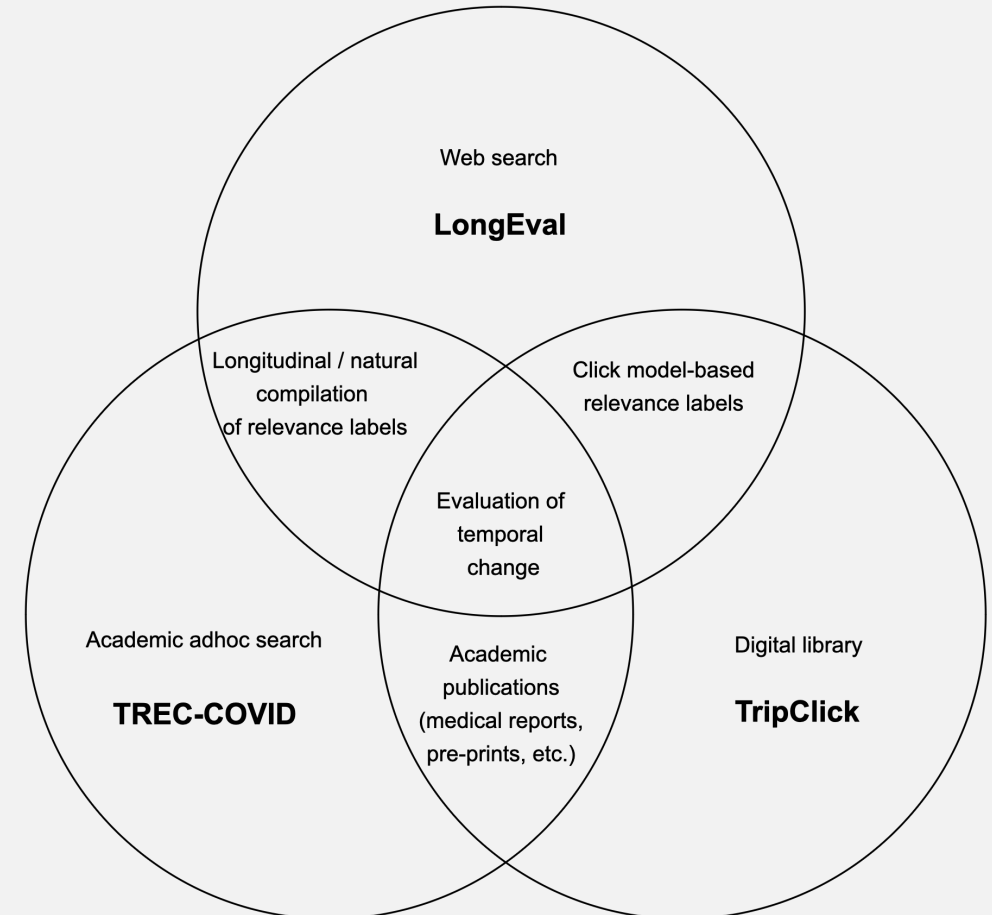 Web search
LongEval
Longitudinal / natural
compilation
of relevance labels
Click model-based
relevance labels
Evaluation of
temporal
change
Academic adhoc search
TREC-COVID
Academic
publications
(medical reports,
pre-prints, etc.)
Digital library
TripClick